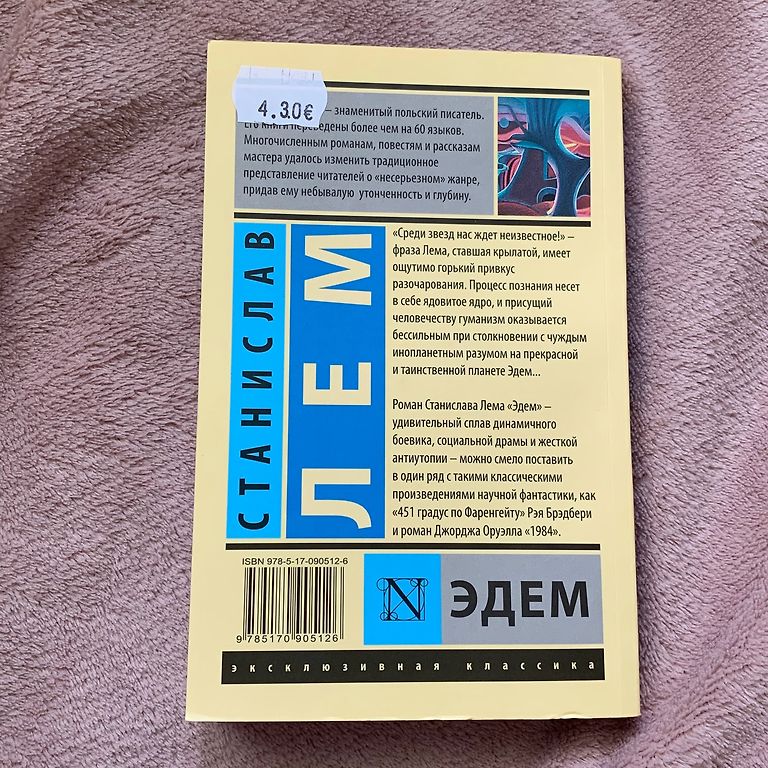 4.30€
– знаменитый польский писатель.
Его книги переведены более чем на 60 языков.
Многочисленным романам, повестям и рассказам
мастера удалось изменить традиционное
представление читателей о «несерьезном» жанре,
придав ему небывалую утонченность и глубину.
СТАНИСЛАВ
ЛЕМ
«Среди звезд нас ждет неизвестное!» –
фраза Лема, ставшая крылатой, имеет
ощутимо горький привкус
разочарования. Процесс познания несет
в себе ядовитое ядро, и присущий
человечеству гуманизм оказывается
бессильным при столкновении с чуждым
инопланетным разумом на прекрасной
и таинственной планете Эдем...
Роман Станислава Лема «Эдем» –
удивительный сплав динамичного
боевика, социальной драмы и жесткой
антиутопии – можно смело поставить
в один ряд с такими классическими
произведениями научной фантастики, как
«451 градус по Фаренгейту» Рэя Брэдбери
и роман Джорджа Оруэлла «1984».
ISBN 978-5-17-090512-6
9 785170 905126
N
ЭДЕМ
эксклюзивная классика